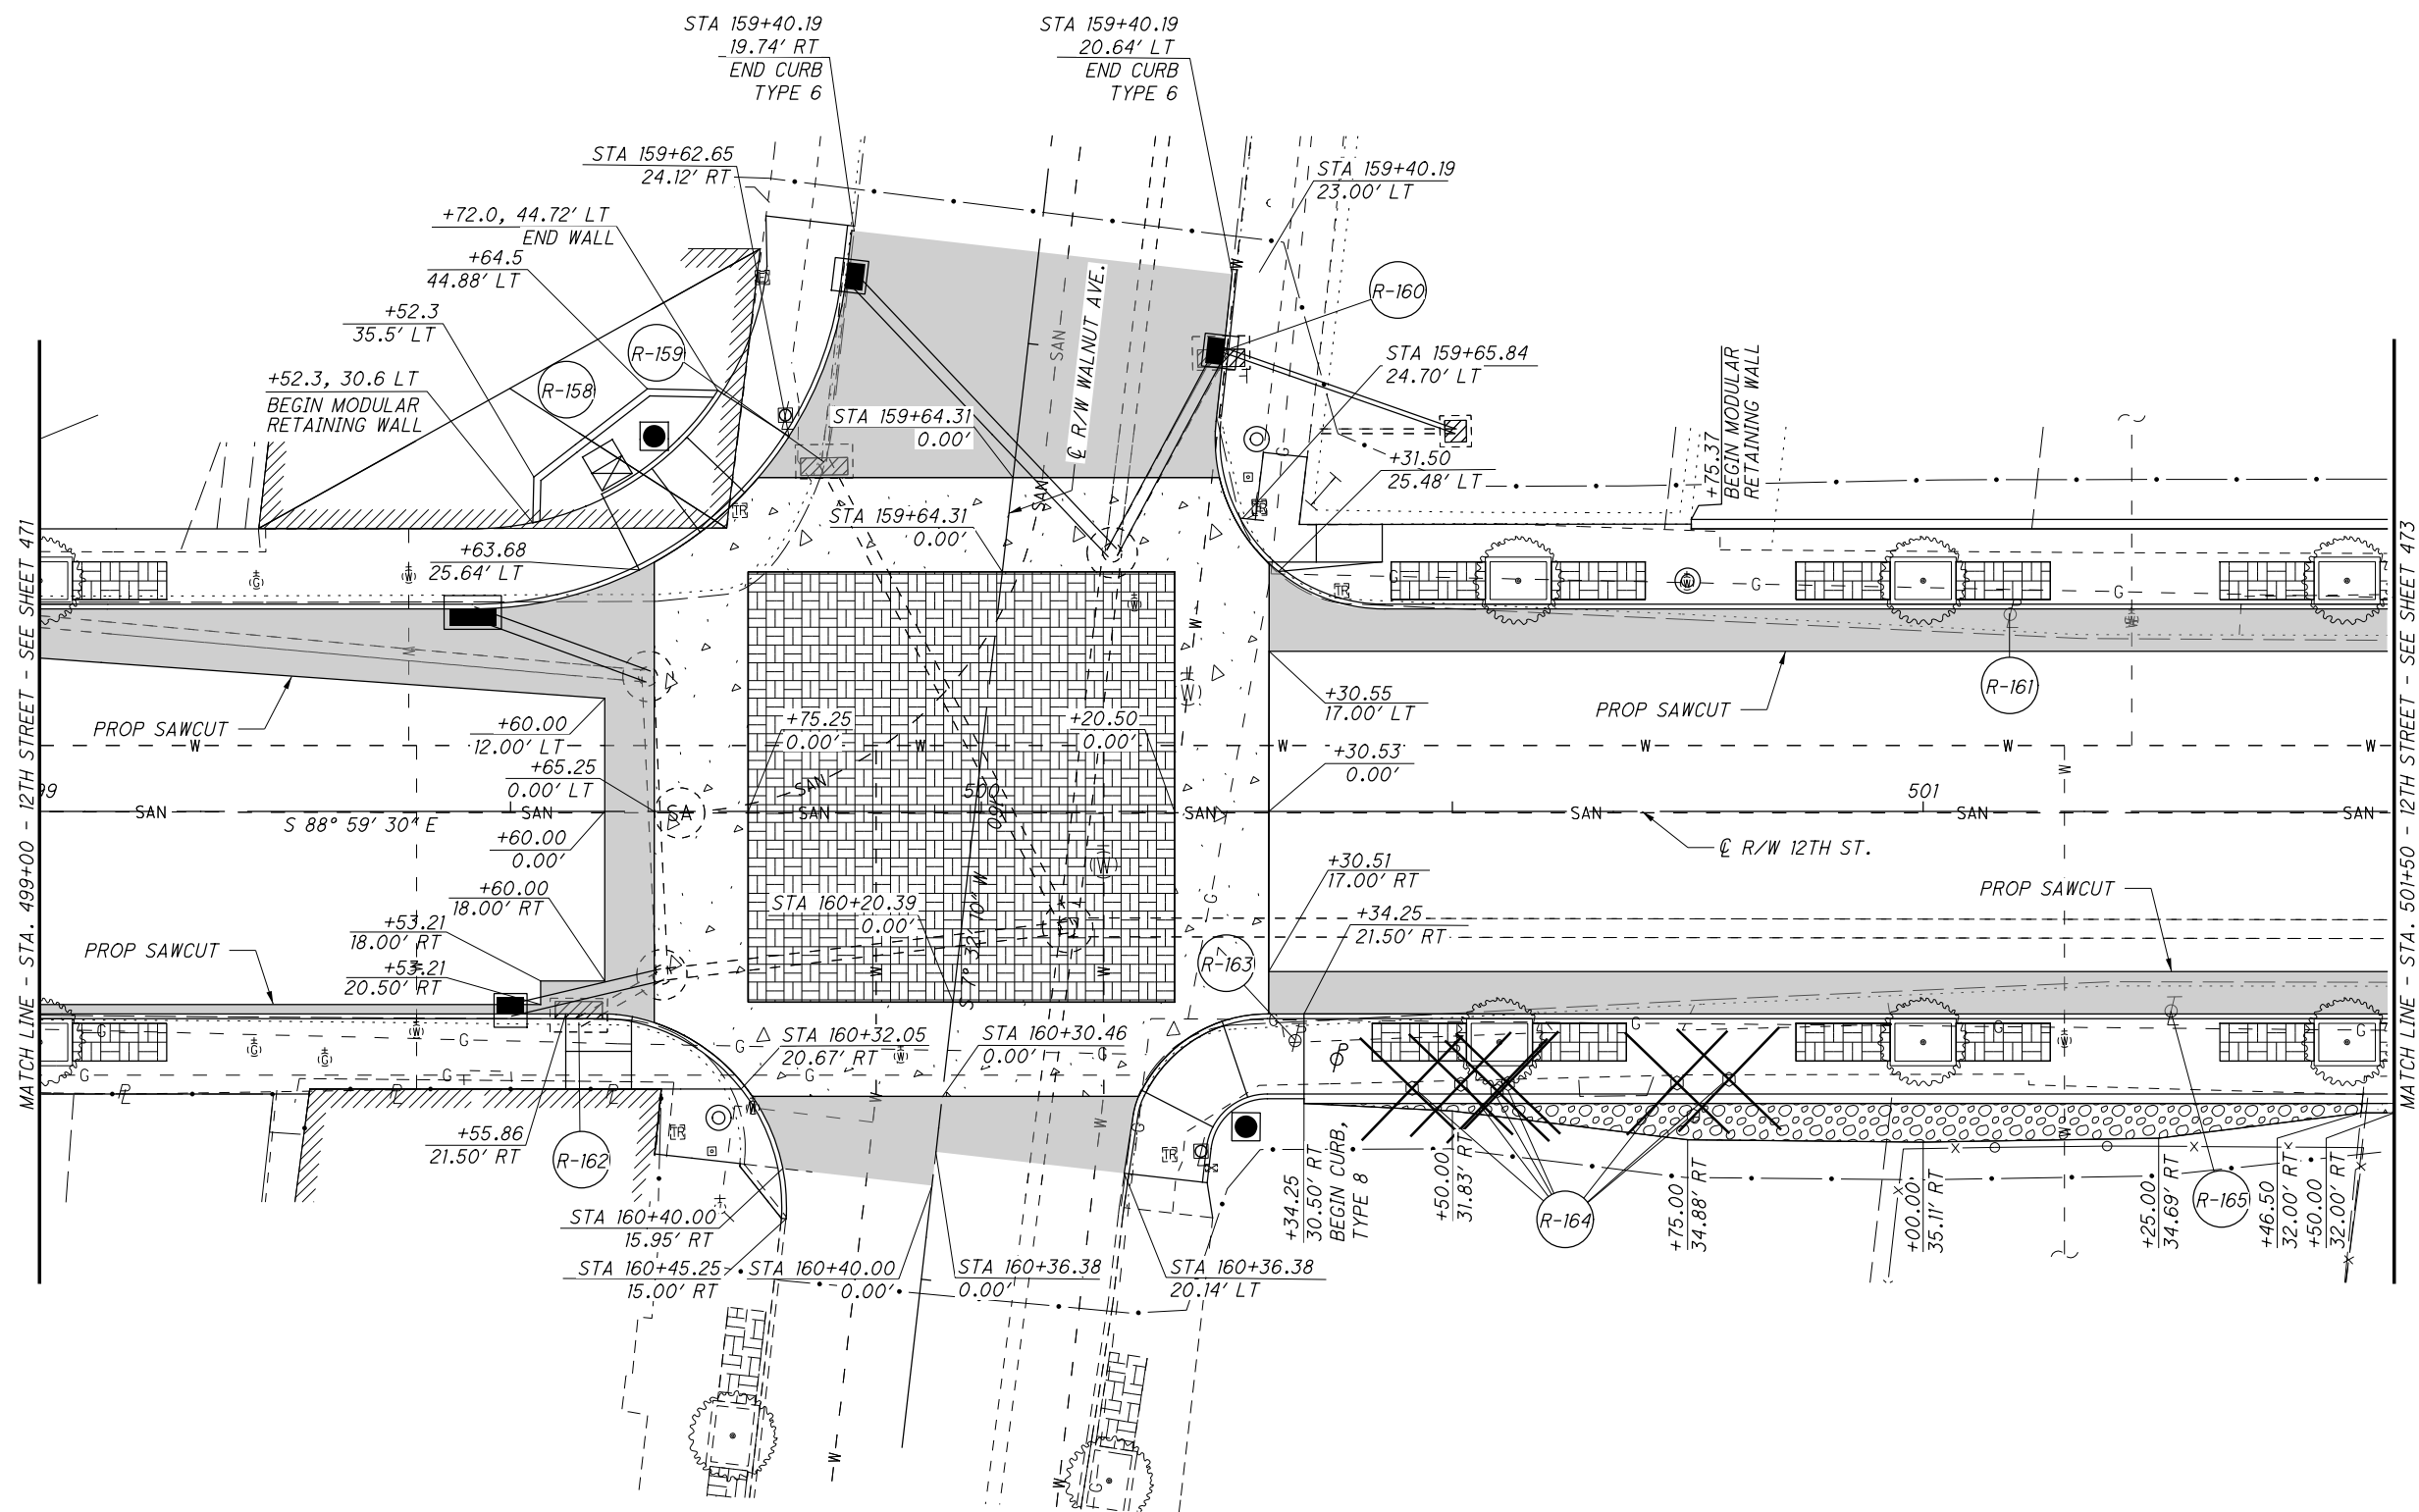 STA 159+40.19
19.74' RT
END CURB
TYPE 6
STA 159+40.19
20.64' LT
END CURB
TYPE 6
STA 159+62.65
24.12' RT
STA 159+40.19
23.00' LT
+72.0, 44.72' LT
END WALL
+64.5
44.88' LT
+52.3
35.5' LT
+52.3, 30.6 LT
BEGIN MODULAR
RETAINING WALL
R-158
R-159
R-160
STA 159+65.84
24.70' LT
+31.50
25.48' LT
+75.37
BEGIN MODULAR
RETAINING WALL
STA 159+64.31
0.00'
STA 159+64.31
0.00'
℄ R/W WALNUT AVE.
SAN
SAN
+63.68
25.64' LT
MATCH LINE - STA. 499+00 - 12TH STREET - SEE SHEET 471
MATCH LINE - STA. 501+50 - 12TH STREET - SEE SHEET 473
PROP SAWCUT
+60.00
12.00' LT
+65.25
0.00' LT
+75.25
0.00'
+20.50
0.00'
+30.55
17.00' LT
+30.53
0.00'
PROP SAWCUT
R-161
99
SAN
S 88° 59' 30" E
SAN
SA
SAN
SAN
500
160
SAN
SAN
501
SAN
SAN
℄ R/W 12TH ST.
+60.00
0.00'
+60.00
18.00' RT
+53.21
18.00' RT
+53.21
20.50' RT
PROP SAWCUT
STA 160+20.39
0.00'
S 7° 32' 10" W
+30.51
17.00' RT
+34.25
21.50' RT
R-163
PROP SAWCUT
STA 160+32.05
20.67' RT
STA 160+30.46
0.00'
+55.86
21.50' RT
R-162
STA 160+40.00
15.95' RT
STA 160+45.25
15.00' RT
STA 160+40.00
0.00'
STA 160+36.38
0.00'
STA 160+36.38
20.14' LT
+34.25
30.50' RT
BEGIN CURB,
TYPE 8
+50.00
31.83' RT
R-164
+75.00
34.88' RT
+00.00
35.11' RT
+25.00
34.69' RT
R-165
+46.50
32.00' RT
+50.00
32.00' RT